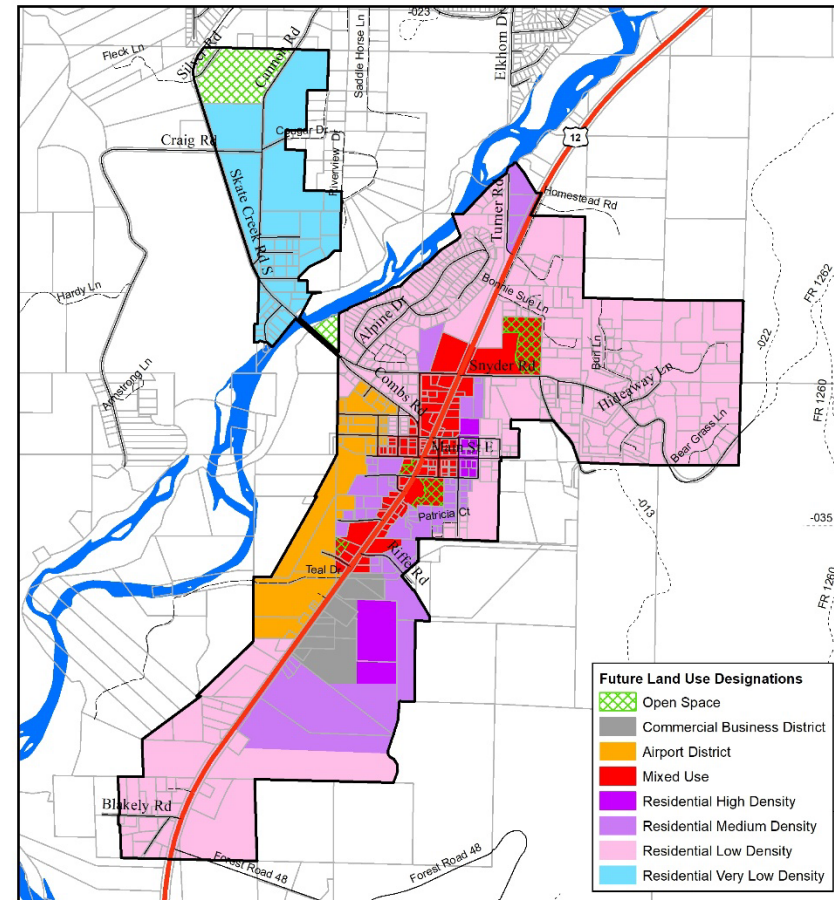 -023
Fleck Ln
Silver Rd
Cannon Rd
Saddle Horse Ln
Elkhorn Dr
12
Craig Rd
Cougar Dr
Riverview Dr
Skate Creek Rd S
Turner Rd
Homestead Rd
Hardy Ln
Bonnie Sue Ln
FR 1262
Alpine Dr
-022
Armstrong Ln
Combs Rd
Snyder Rd
Burl Ln
Hideaway Ln
FR 1260
Bear Grass Ln
Main St E
-013
Patricia Ct
-035
Riffe Rd
Teal Dr
FR 1260
Blakely Rd
Forest Road 48
Forest Road 48
Future Land Use Designations
Open Space
Commercial Business District
Airport District
Mixed Use
Residential High Density
Residential Medium Density
Residential Low Density
Residential Very Low Density